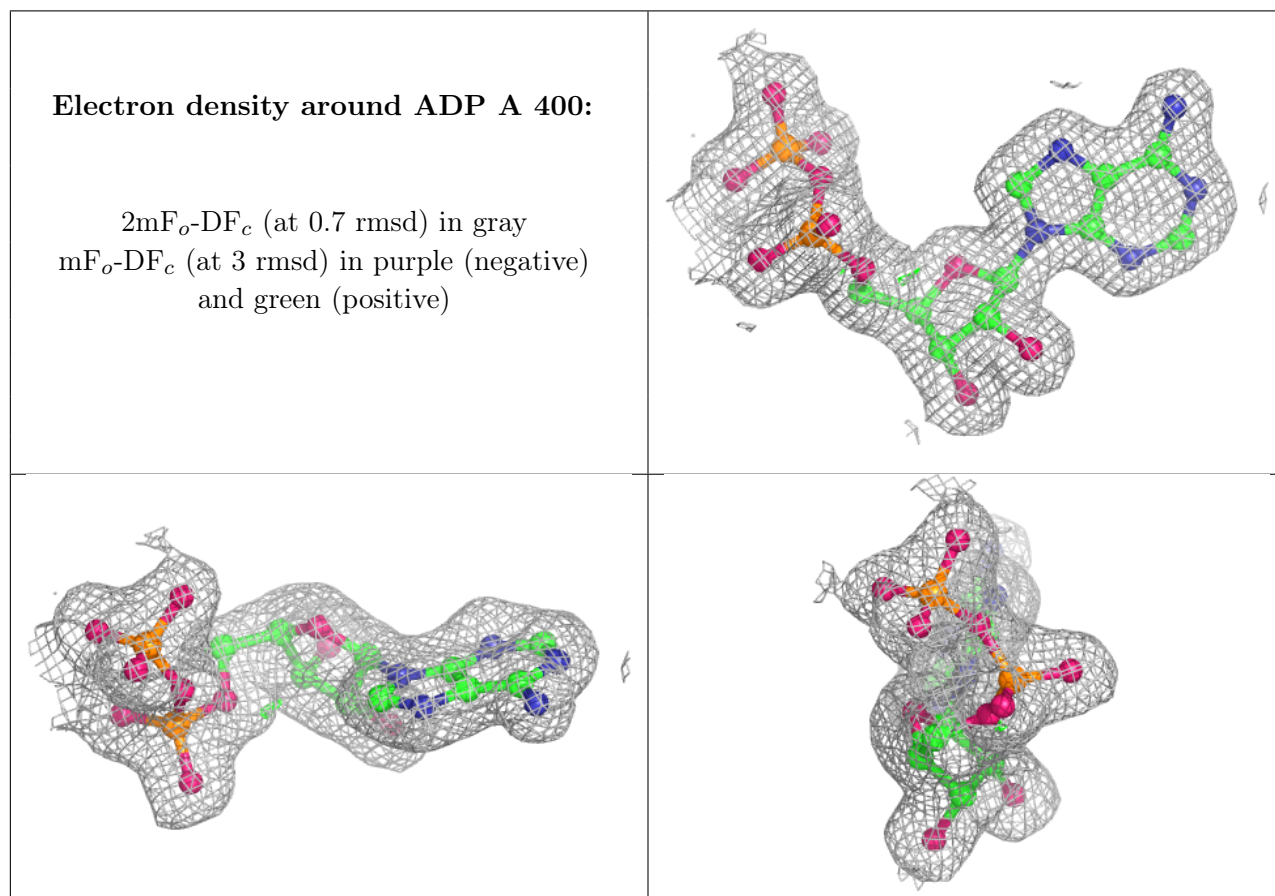 Electron density around ADP A 400:
2mFo-DFc (at 0.7 rmsd) in gray
mFo-DFc (at 3 rmsd) in purple (negative)
and green (positive)